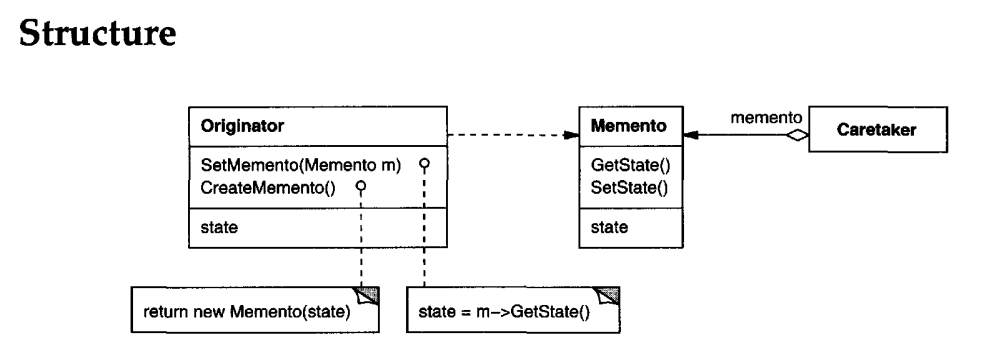 Structure
Originator
SetMemento(Memento m)
CreateMemento()
state
return new Memento(state)
state = m–>GetState()
Memento
GetState()
SetState()
state
memento
Caretaker